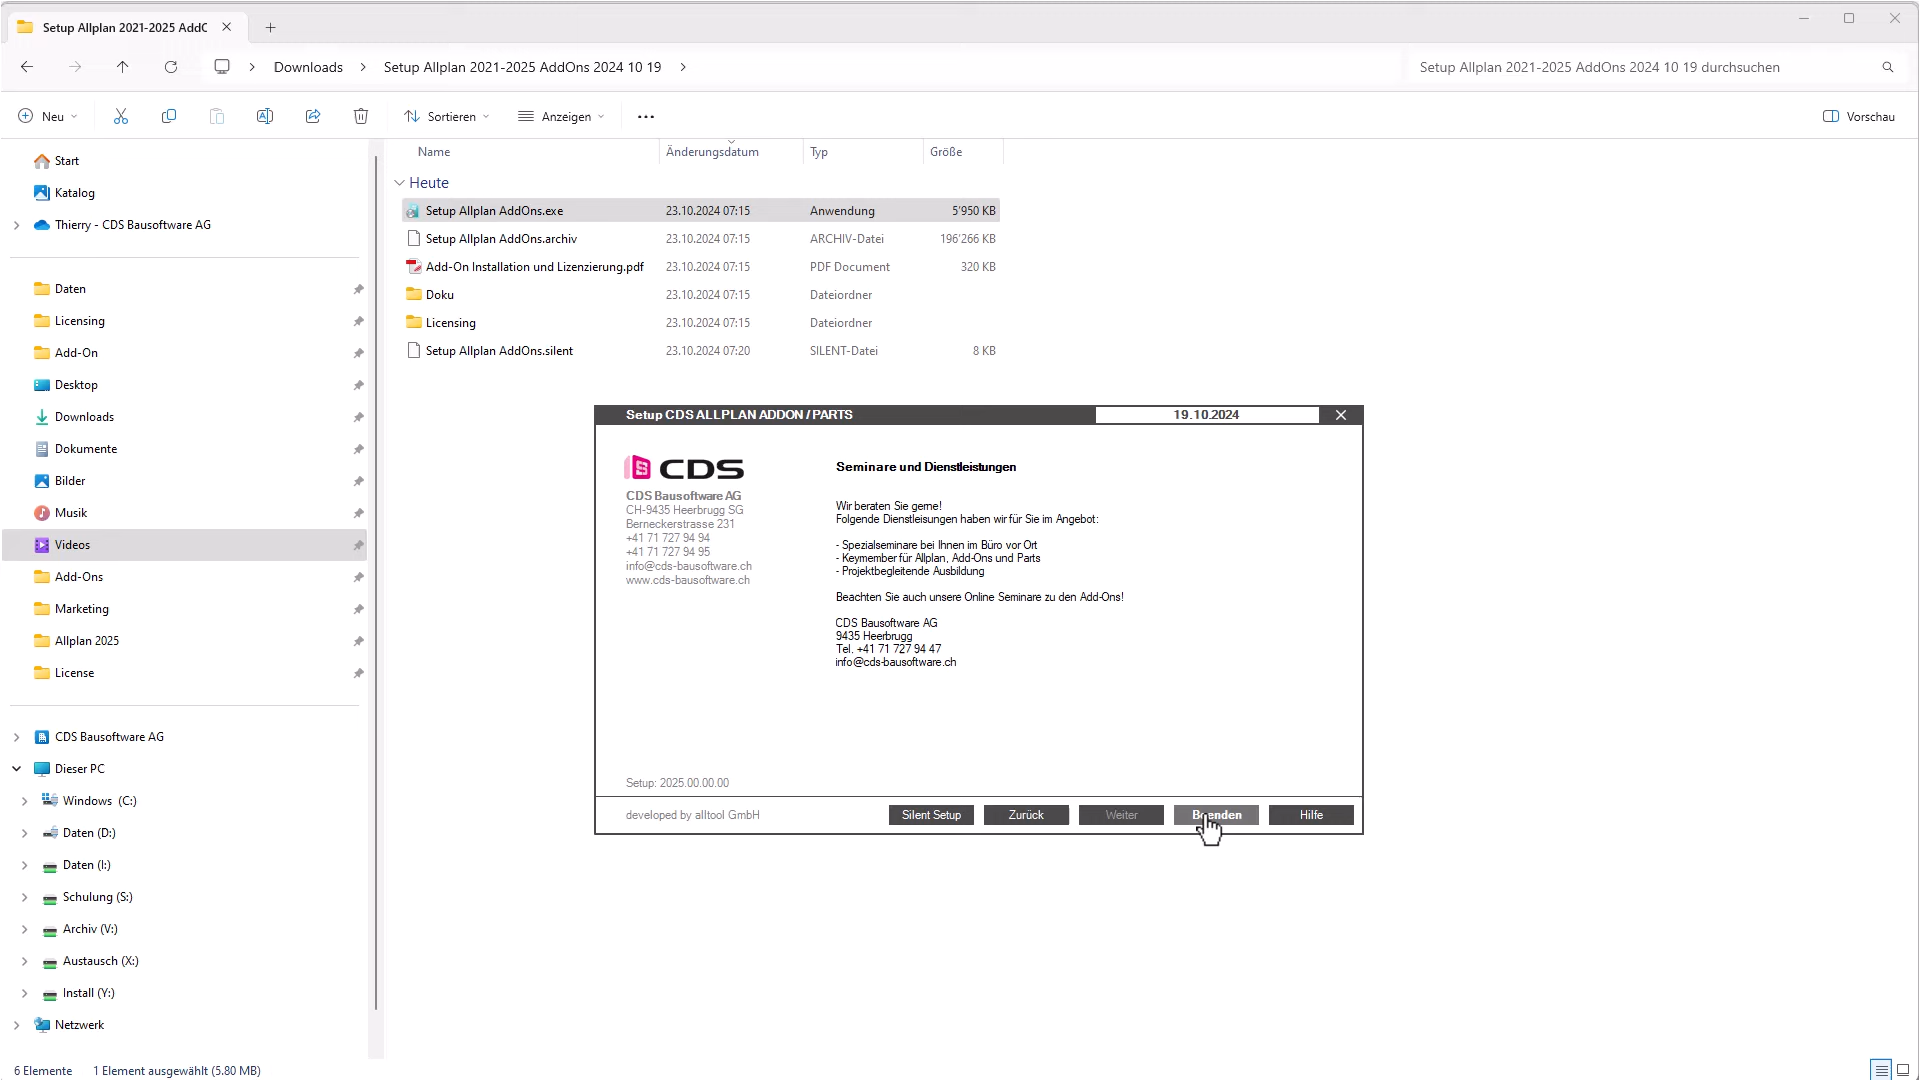 Setup Allplan 2021-2025 AddC
Downloads
Setup Allplan 2021-2025 AddOns 2024 10 19
Setup Allplan 2021-2025 AddOns 2024 10 19 durchsuchen
Neu
Sortieren
Anzeigen
Vorschau
Start
Katalog
Thierry - CDS Bausoftware AG
Daten
Licensing
Add-On
Desktop
Downloads
Dokumente
Bilder
Musik
Videos
Add-Ons
Marketing
Allplan 2025
License
CDS Bausoftware AG
Dieser PC
Windows (C:)
Daten (D:)
Daten (I:)
Schulung (S:)
Archiv (V:)
Austausch (X:)
Install (Y:)
Netzwerk
Name Änderungsdatum Typ Größe
Heute
Setup Allplan AddOns.exe 23.10.2024 07:15 Anwendung 5'950 KB
Setup Allplan AddOns.archiv 23.10.2024 07:15 ARCHIV-Datei 196'266 KB
Add-On Installation und Lizenzierung.pdf 23.10.2024 07:15 PDF Document 320 KB
Doku 23.10.2024 07:15 Dateiordner
Licensing 23.10.2024 07:15 Dateiordner
Setup Allplan AddOns.silent 23.10.2024 07:20 SILENT-Datei 8 KB
Setup CDS ALLPLAN ADDON / PARTS 19.10.2024
CDS
CDS Bausoftware AG
CH-9435 Heerbrugg SG
Berneckerstrasse 231
+41 71 727 94 94
+41 71 727 94 95
info@cds-bausoftware.ch
www.cds-bausoftware.ch
Seminare und Dienstleistungen
Wir beraten Sie gerne!
Folgende Dienstleisungen haben wir für Sie im Angebot:
- Spezialseminare bei Ihnen im Büro vor Ort
- Keymember für Allplan, Add-Ons und Parts
- Projektbegleitende Ausbildung
Beachten Sie auch unsere Online Seminare zu den Add-Ons!
CDS Bausoftware AG
9435 Heerbrugg
Tel. +41 71 727 94 47
info@cds-bausoftware.ch
Setup: 2025.00.00.00
developed by alltool GmbH
Silent Setup
Zurück
Weiter
Beenden
Hilfe
6 Elemente
1 Element ausgewählt (5.80 MB)